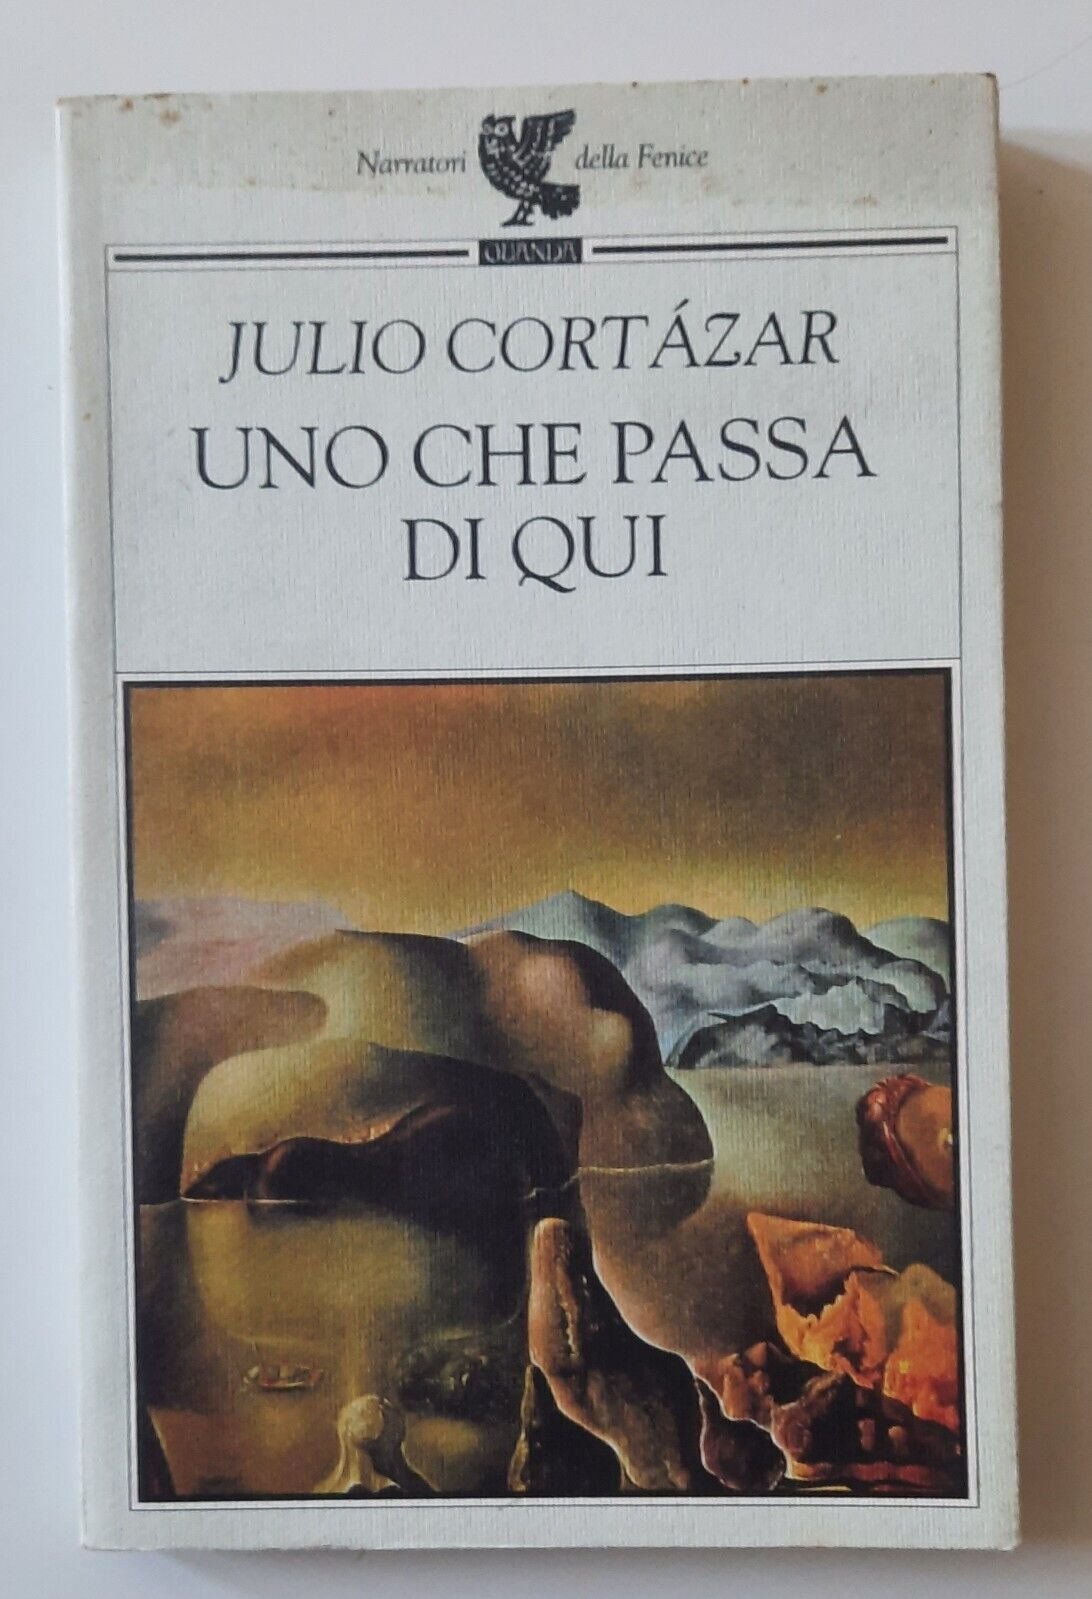 Narratori della Fenice
GUANDA
JULIO CORTÁZAR
UNO CHE PASSA
DI QUI